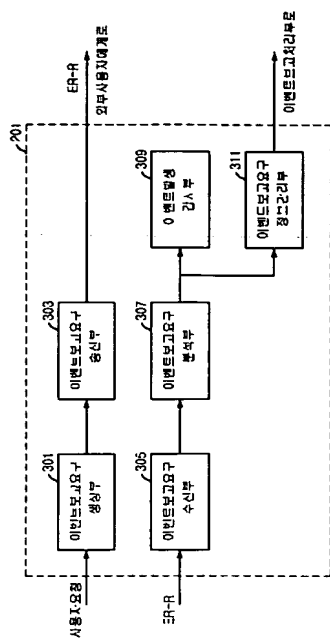 201
사용자 요청
301
이벤트보고요구
생성부
303
이벤트보고요구
송신부
ER-R
외부사용자에게로
ER-R
305
이벤트보고요구
수신부
307
이벤트보고요구
분석부
309
이벤트발생
감시부
311
이벤트보고요구
정보관리부
이벤트보고처리부로